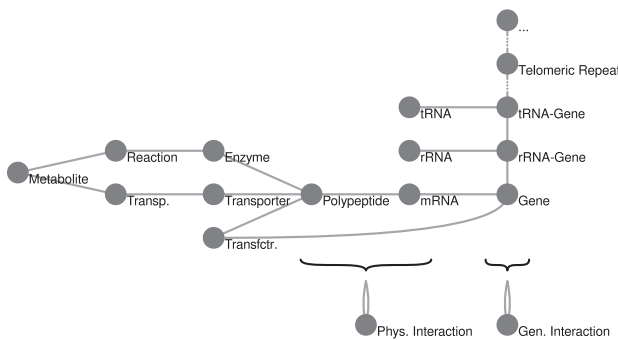 ...
Telomeric Repeat
tRNA
tRNA-Gene
Reaction
Enzyme
rRNA
rRNA-Gene
Metabolite
Transp.
Transporter
Polypeptide
mRNA
Gene
Transfctr.
Phys. Interaction
Gen. Interaction